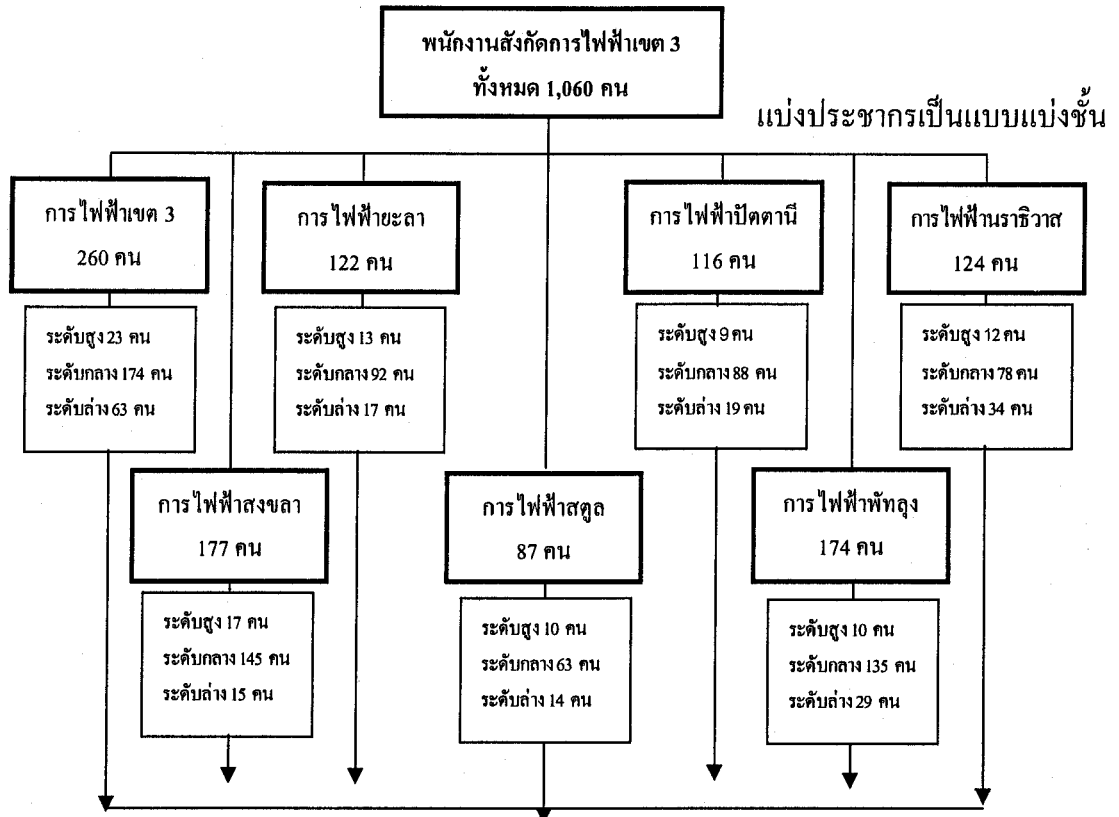 พนักงานสังกัดการไฟฟ้าเขต 3
ทั้งหมด 1,060 คน
แบ่งประชากรเป็นแบบแบ่งชั้น
การไฟฟ้าเขต 3
260 คน
ระดับสูง 23 คน
ระดับกลาง 174 คน
ระดับล่าง 63 คน
การไฟฟ้ายะลา
122 คน
ระดับสูง 13 คน
ระดับกลาง 92 คน
ระดับล่าง 17 คน
การไฟฟ้าปัตตานี
116 คน
ระดับสูง 9 คน
ระดับกลาง 88 คน
ระดับล่าง 19 คน
การไฟฟ้านราธิวาส
124 คน
ระดับสูง 12 คน
ระดับกลาง 78 คน
ระดับล่าง 34 คน
การไฟฟ้าสงขลา
177 คน
ระดับสูง 17 คน
ระดับกลาง 145 คน
ระดับล่าง 15 คน
การไฟฟ้าสตูล
87 คน
ระดับสูง 10 คน
ระดับกลาง 63 คน
ระดับล่าง 14 คน
การไฟฟ้าพัทลุง
174 คน
ระดับสูง 10 คน
ระดับกลาง 135 คน
ระดับล่าง 29 คน